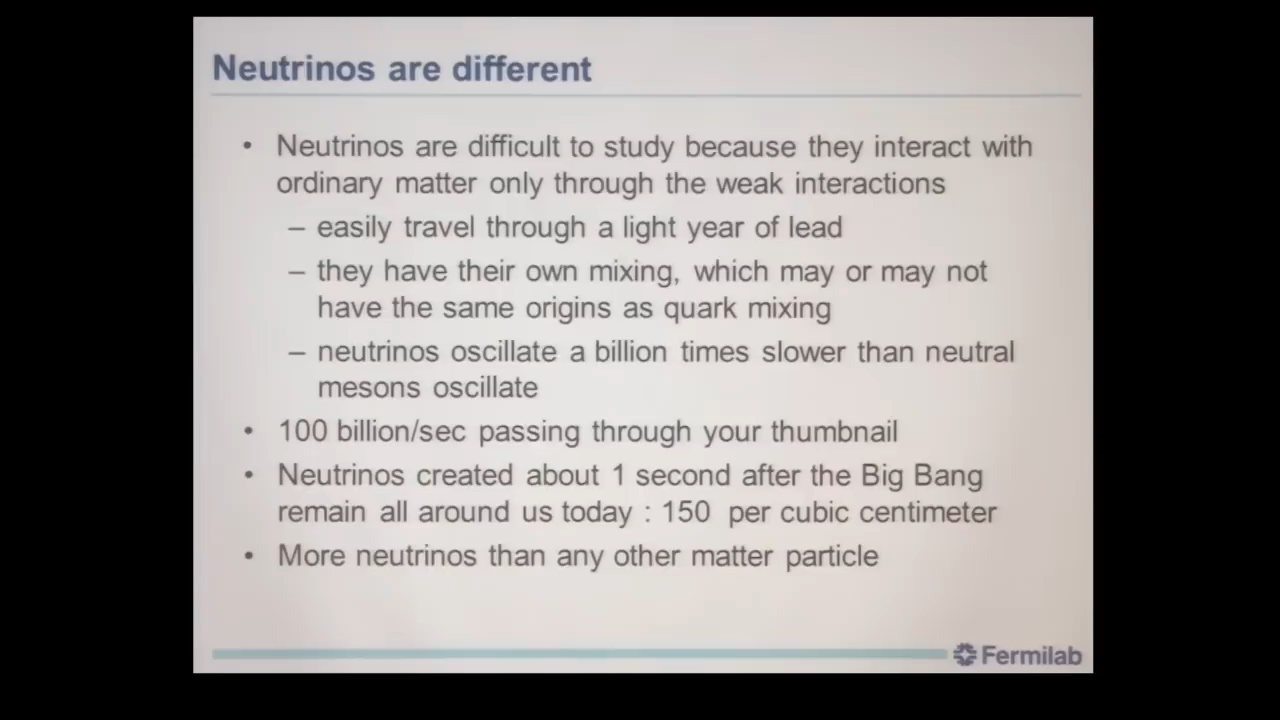 Neutrinos are different
• Neutrinos are difficult to study because they interact with
ordinary matter only through the weak interactions
– easily travel through a light year of lead
– they have their own mixing, which may or may not
have the same origins as quark mixing
– neutrinos oscillate a billion times slower than neutral
mesons oscillate
• 100 billion/sec passing through your thumbnail
• Neutrinos created about 1 second after the Big Bang
remain all around us today : 150 per cubic centimeter
• More neutrinos than any other matter particle
Fermilab